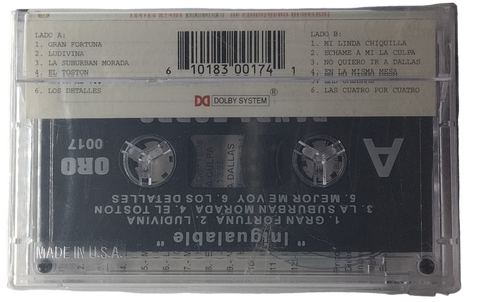 LADO A:
1. GRAN FORTUNA
2. LUDIVINA
3. LA SUBURBAN MORADA
4. EL TOSTON
6. LOS DETALLES
LADO B:
1. MI LINDA CHIQUILLA
2. ECHAME A MI LA CULPA
3. NO QUIERO IR A DALLAS
4. EN LA MISMA MESA
6. LAS CUATRO POR CUATRO
6 10183 00174 1
DOLBY SYSTEM®
A
ORO
0017
DALLAS
"Ingualable"
1. GRAN FORTUNA 2. LUDIVINA
3. LA SUBURBAN MORADA 4. EL TOSTON
5. MEJOR ME VOY 6. LOS DETALLES
MADE IN U.S.A.